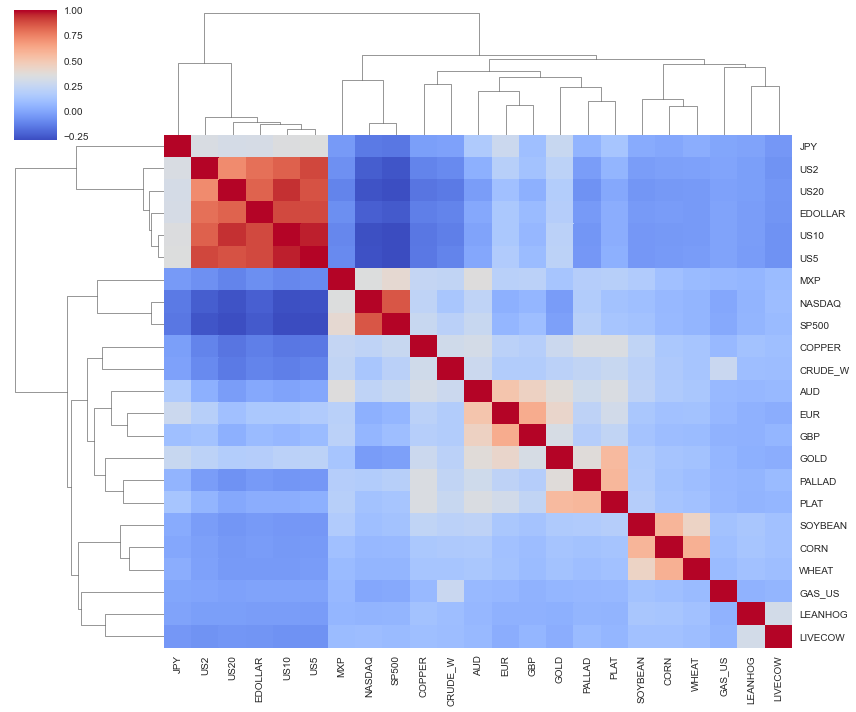 1.00
0.75
0.50
0.25
0.00
−0.25
JPY
US2
US20
EDOLLAR
US10
US5
MXP
NASDAQ
SP500
COPPER
CRUDE_W
AUD
EUR
GBP
GOLD
PALLAD
PLAT
SOYBEAN
CORN
WHEAT
GAS_US
LEANHOG
LIVECOW
JPY
US2
US20
EDOLLAR
US10
US5
MXP
NASDAQ
SP500
COPPER
CRUDE_W
AUD
EUR
GBP
GOLD
PALLAD
PLAT
SOYBEAN
CORN
WHEAT
GAS_US
LEANHOG
LIVECOW